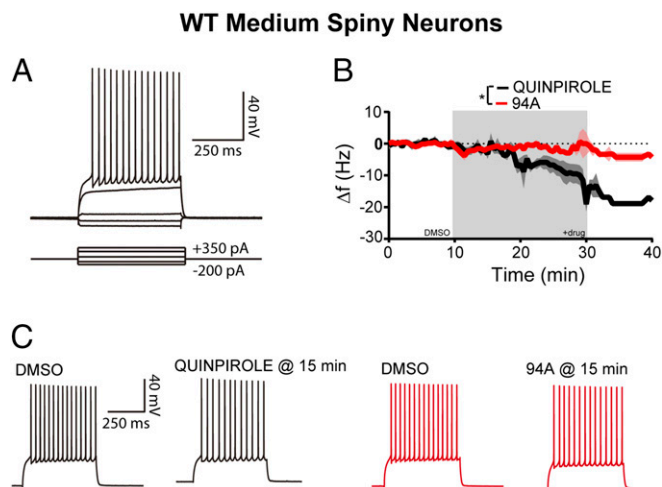 WT Medium Spiny Neurons
A
40 mV
250 ms
+350 pA
-200 pA
B
* QUINPIROLE
94A
10
0
-10
-20
-30
Δf (Hz)
DMSO
+drug
0 10 20 30 40
Time (min)
C
DMSO
40 mV
250 ms
QUINPIROLE @ 15 min
DMSO
94A @ 15 min